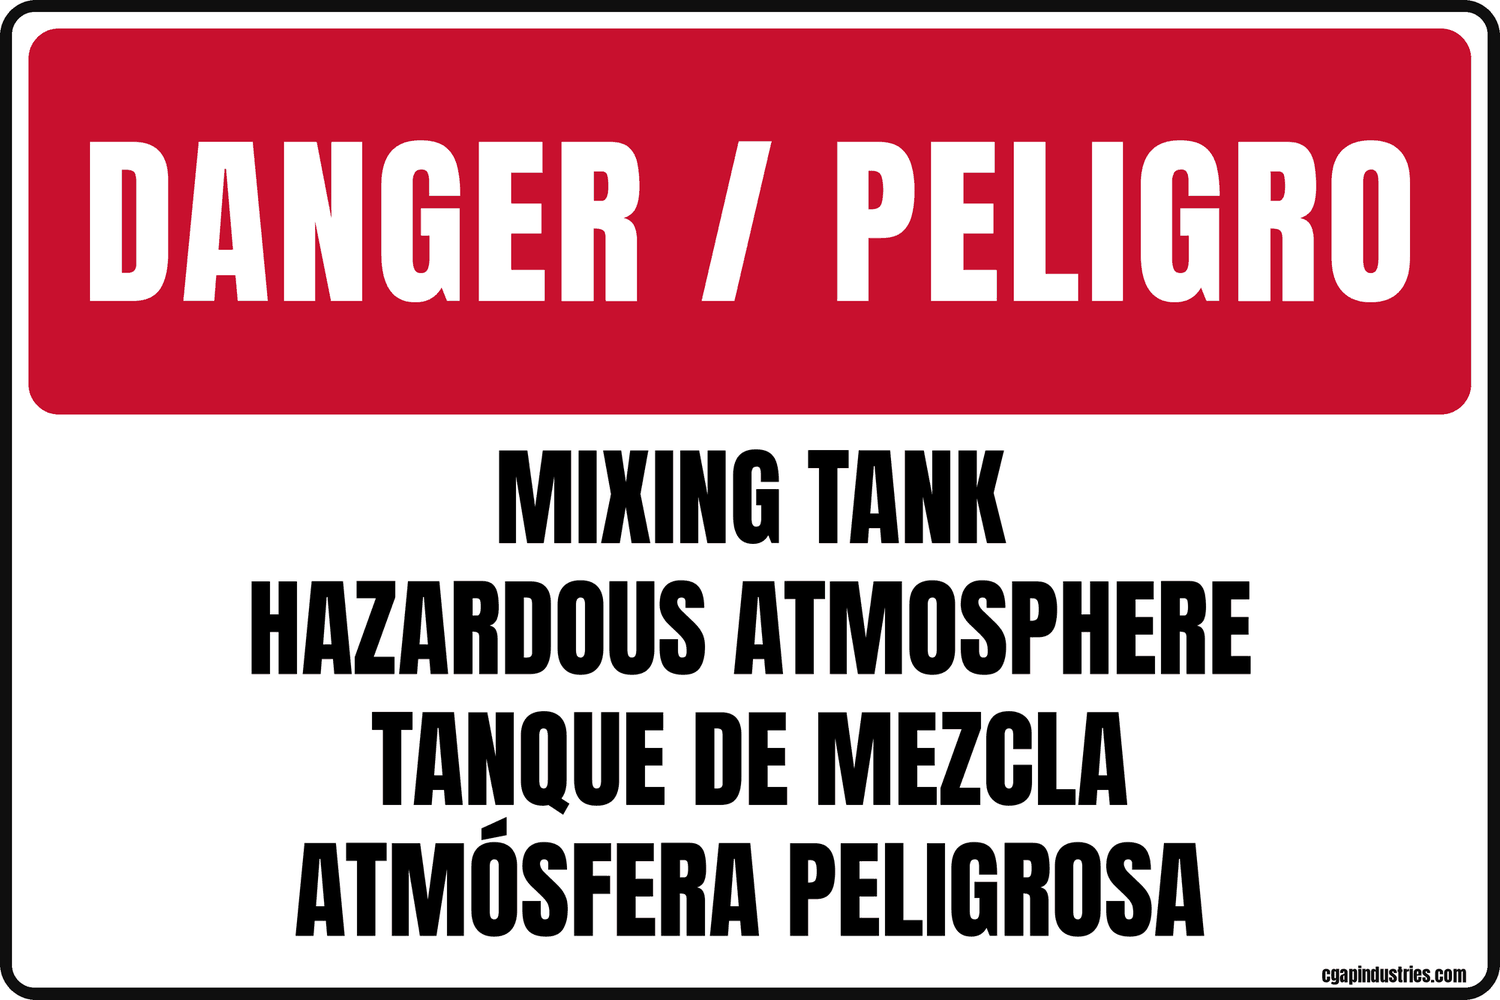 DANGER / PELIGRO
MIXING TANK
HAZARDOUS ATMOSPHERE
TANQUE DE MEZCLA
ATMÓSFERA PELIGROSA
cgapindustries.com